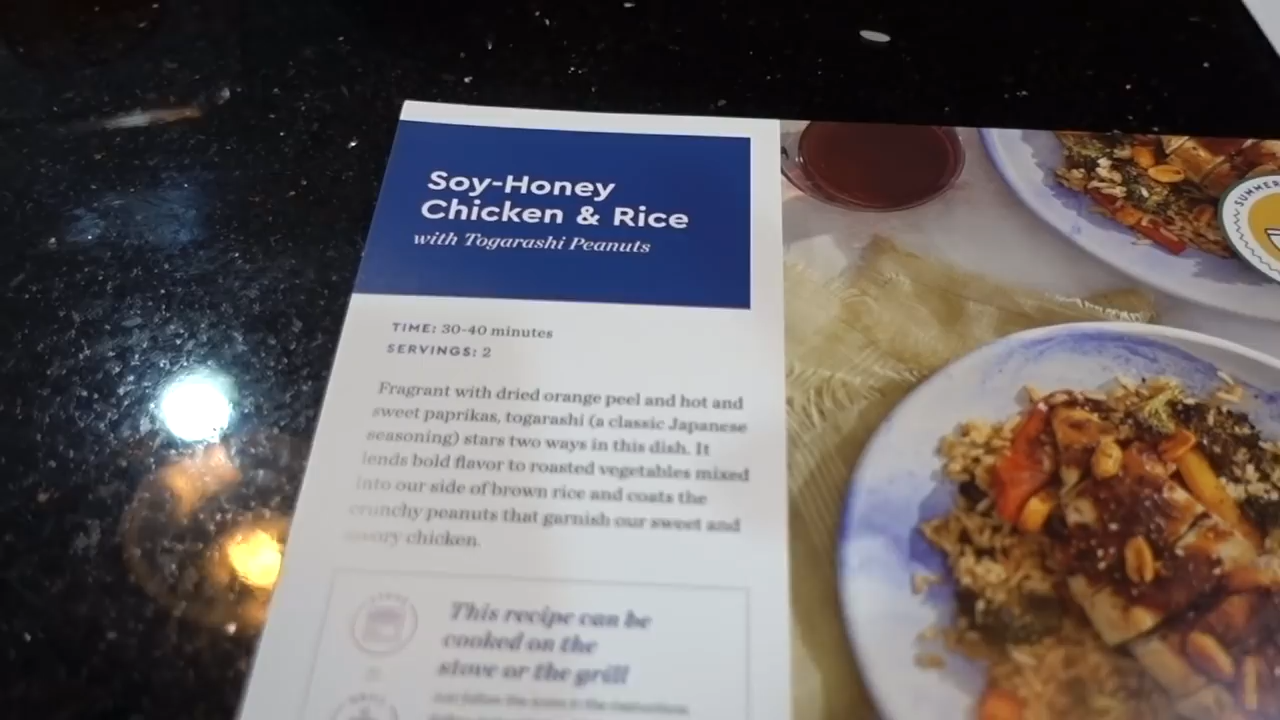 Soy-Honey
Chicken & Rice
with Togarashi Peanuts
TIME: 30-40 minutes
SERVINGS: 2
Fragrant with dried orange peel and hot and
sweet paprikas, togarashi (a classic Japanese
seasoning) stars two ways in this dish. It
lends bold flavor to roasted vegetables mixed
into our side of brown rice and coats the
crunchy peanuts that garnish our sweet and
savory chicken.
This recipe can be
cooked on the
stove or the grill
SUMMER